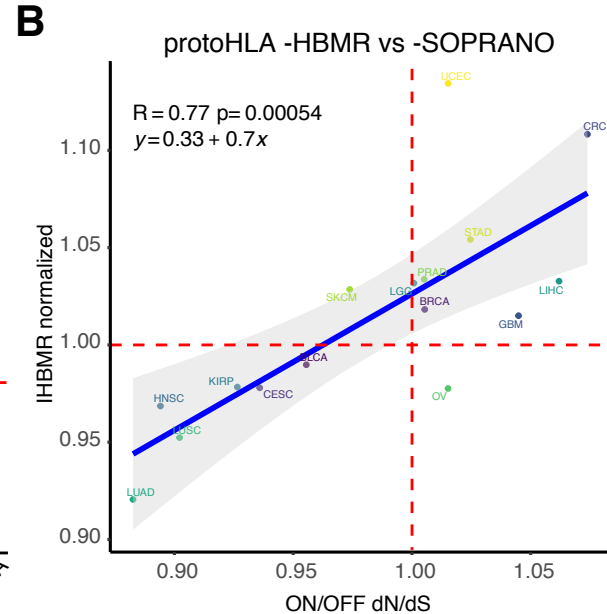 B
protoHLA -HBMR vs -SOPRANO
R = 0.77 p= 0.00054
y=0.33 + 0.7x
UCEC
CRC
STAD
PRAD
LGG
SKCM
BRCA
LIHC
GBM
BLCA
KIRP
CESC
OV
HNSC
LUSC
LUAD
1.10
1.05
1.00
0.95
0.90
IHBMR normalized
0.90 0.95 1.00 1.05
ON/OFF dN/dS